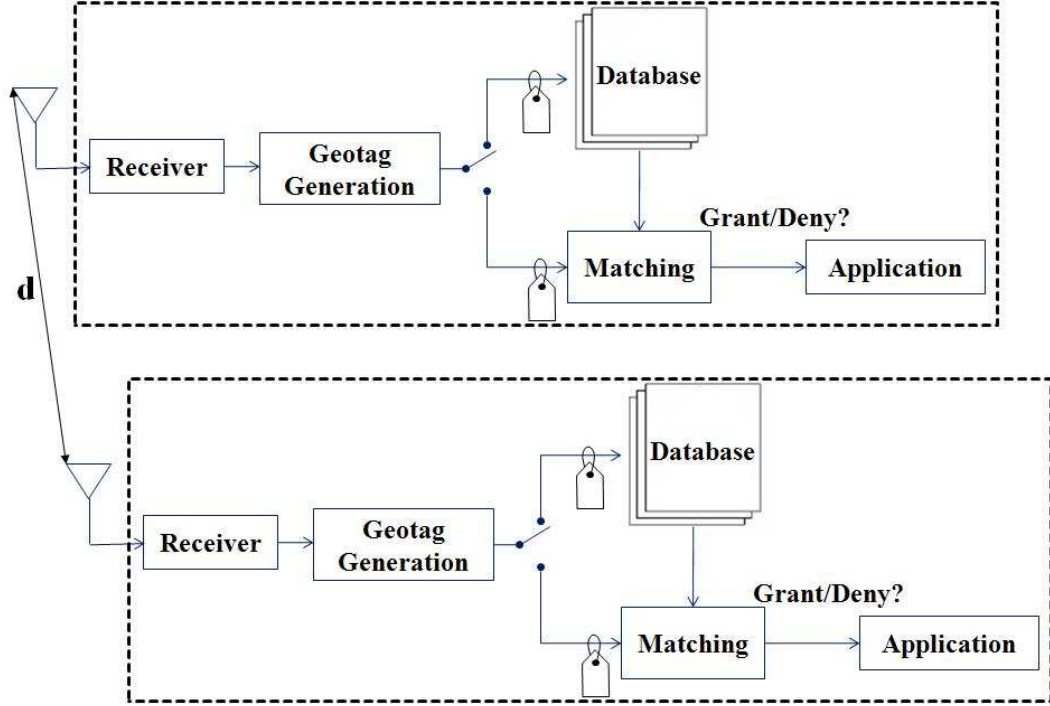 Database
Receiver
Geotag
Generation
Grant/Deny?
Matching
Application
d
Database
Receiver
Geotag
Generation
Grant/Deny?
Matching
Application